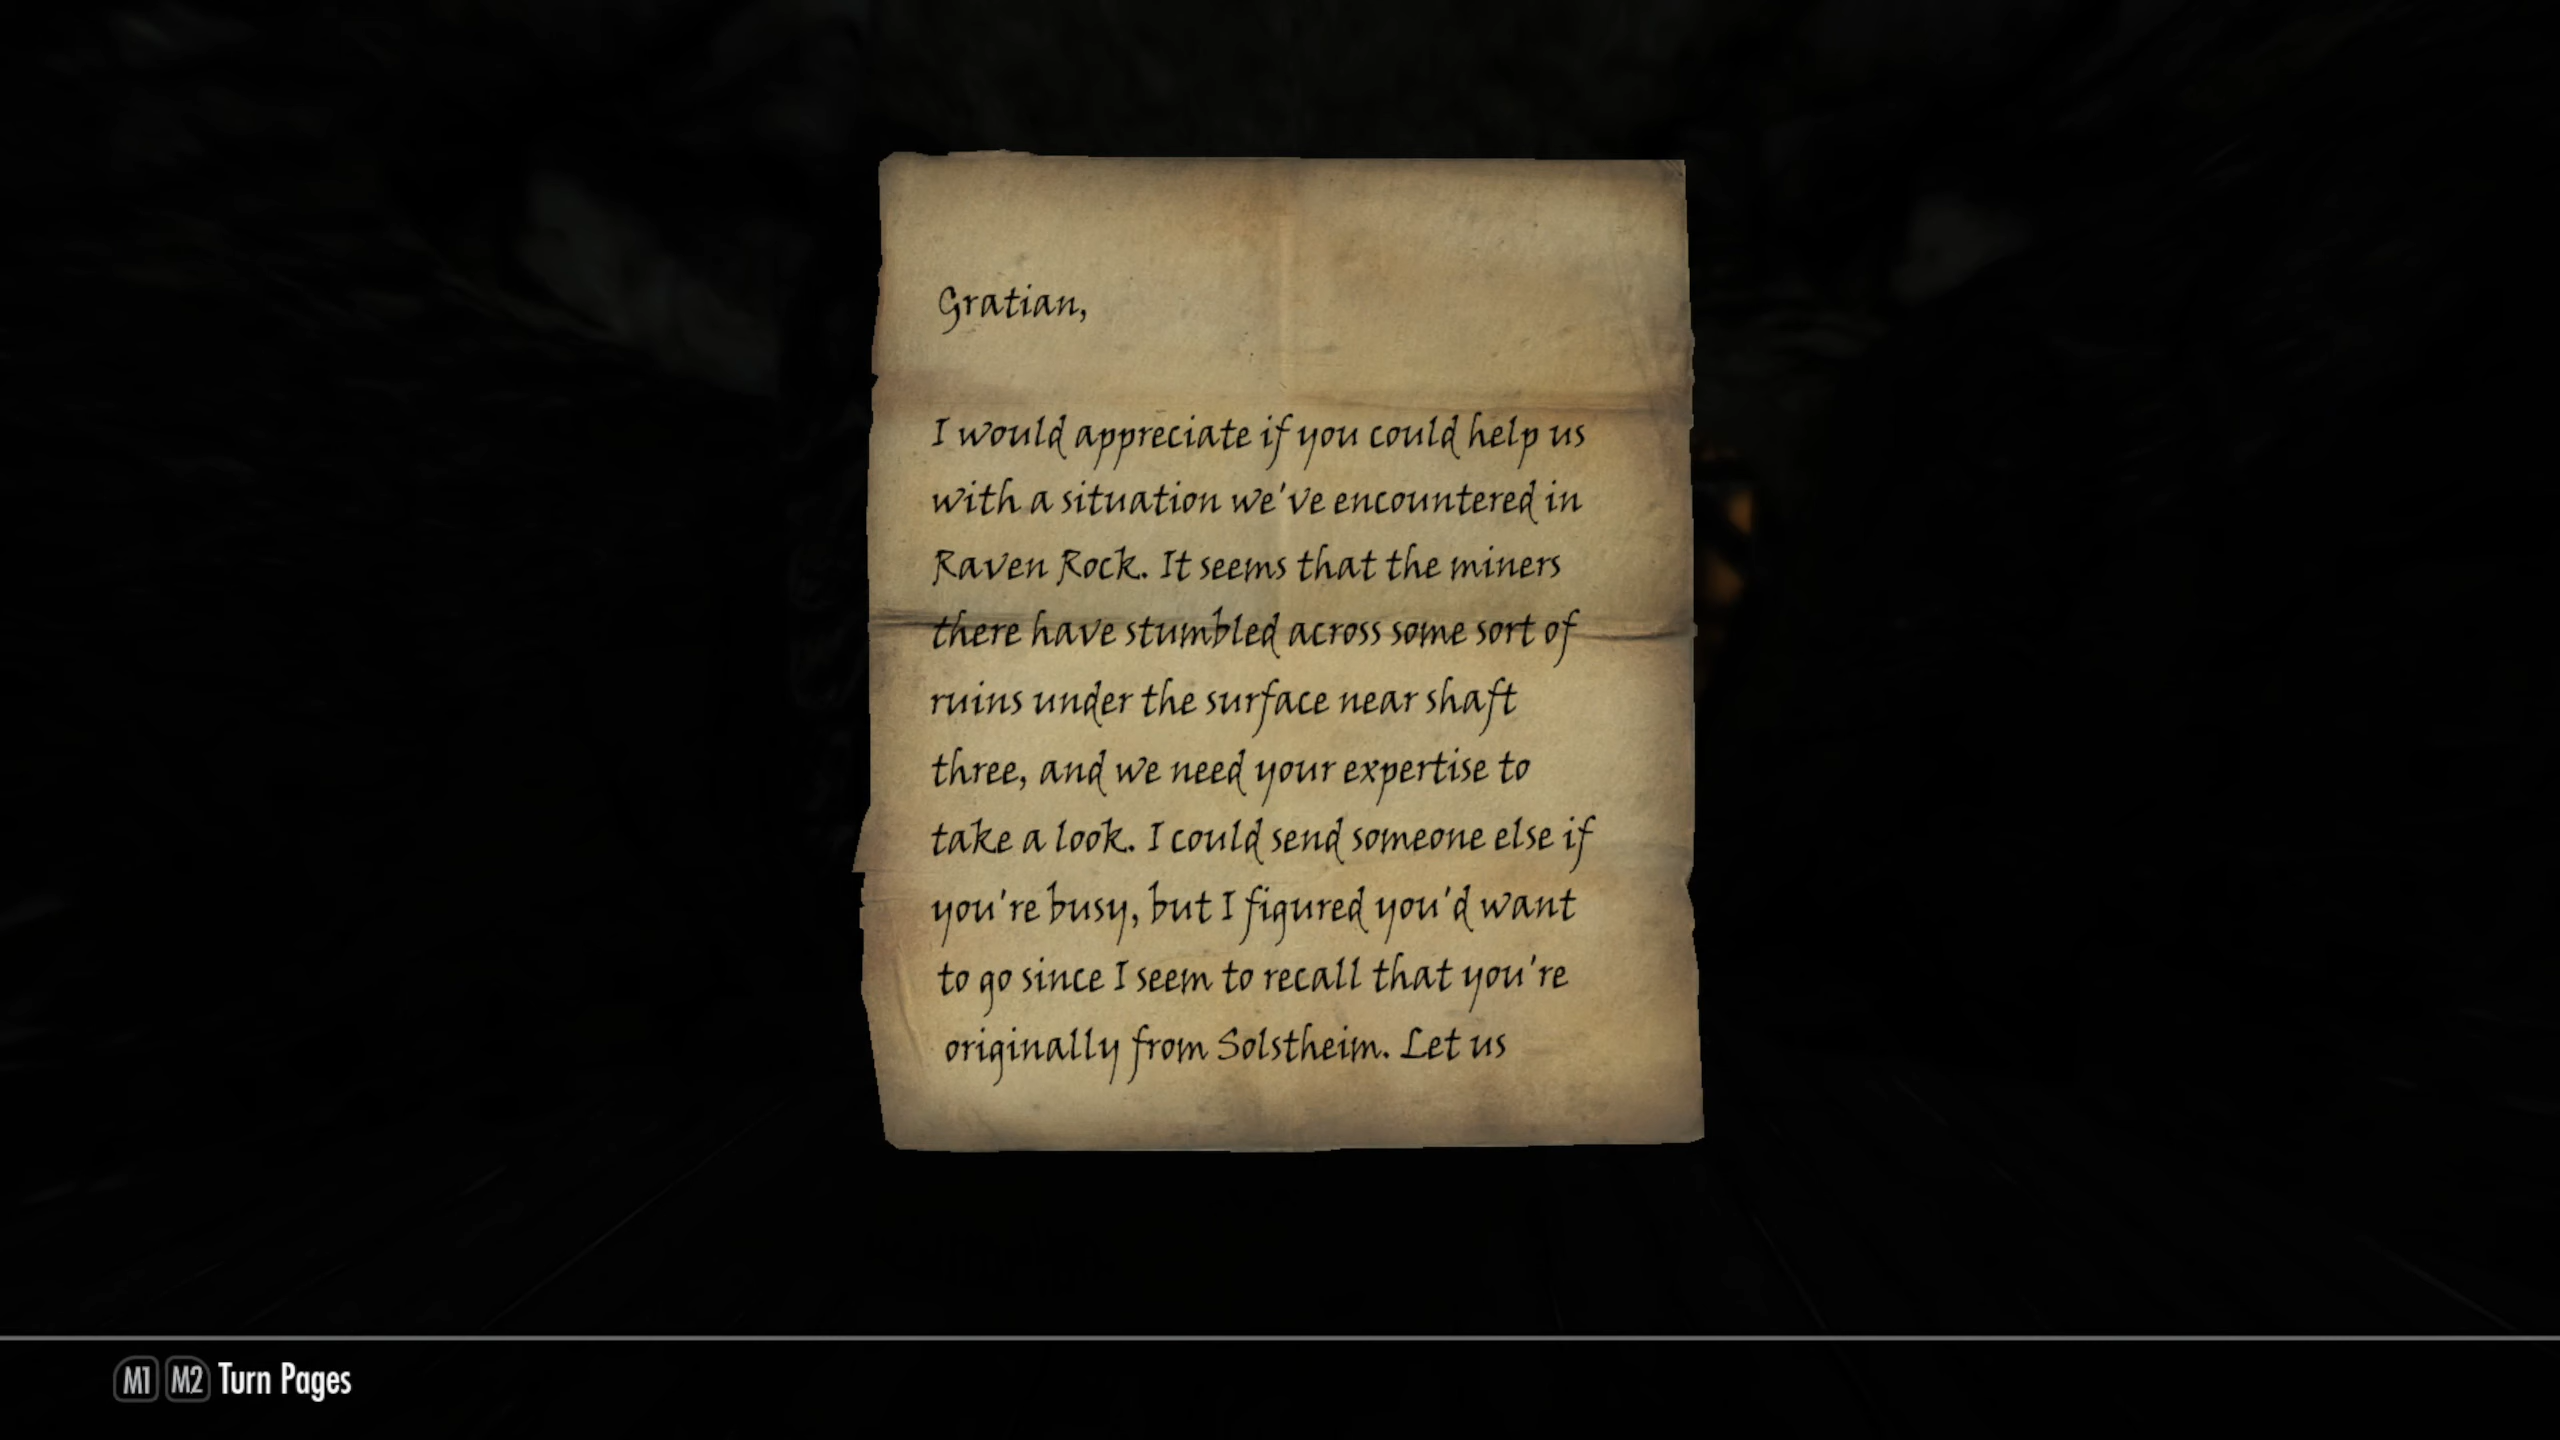 Gratian,
I would appreciate if you could help us
with a situation we've encountered in
Raven Rock. It seems that the miners
there have stumbled across some sort of
ruins under the surface near shaft
three, and we need your expertise to
take a look. I could send someone else if
you're busy, but I figured you'd want
to go since I seem to recall that you're
originally from Solstheim. Let us
M1 M2 Turn Pages